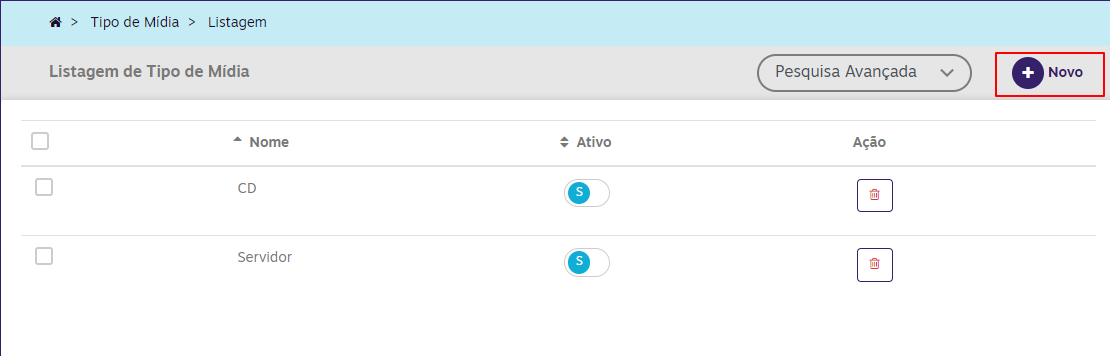 > Tipo de Mídia > Listagem
Listagem de Tipo de Mídia Pesquisa Avançada Novo
Nome Ativo Ação
CD S
Servidor S